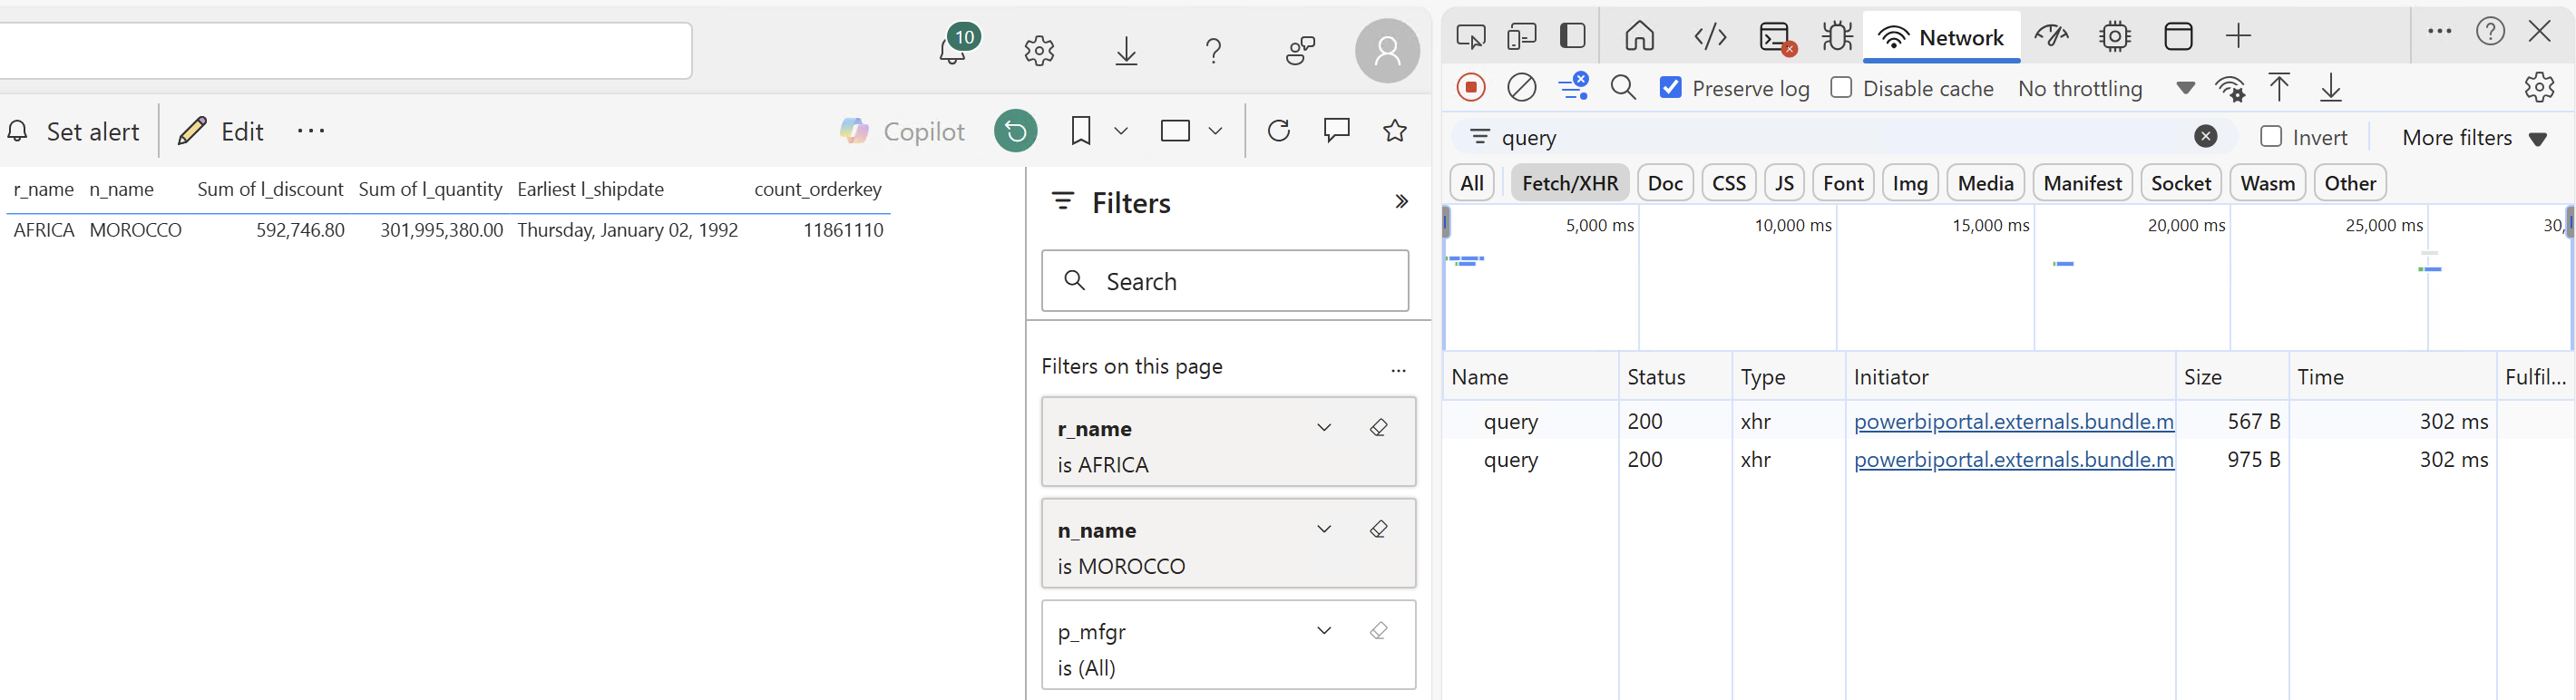 10
Set alert
Edit
Copilot
r_name n_name Sum of l_discount Sum of l_quantity Earliest l_shipdate count_orderkey
AFRICA MOROCCO 592,746.80 301,995,380.00 Thursday, January 02, 1992 11861110
Filters
Search
Filters on this page
r_name
is AFRICA
n_name
is MOROCCO
p_mfgr
is (All)
Network
Preserve log Disable cache No throttling
query Invert More filters
All Fetch/XHR Doc CSS JS Font Img Media Manifest Socket Wasm Other
5,000 ms 10,000 ms 15,000 ms 20,000 ms 25,000 ms 30,
Name Status Type Initiator Size Time Fulfil...
query 200 xhr powerbiportal.externals.bundle.m 567 B 302 ms
query 200 xhr powerbiportal.externals.bundle.m 975 B 302 ms